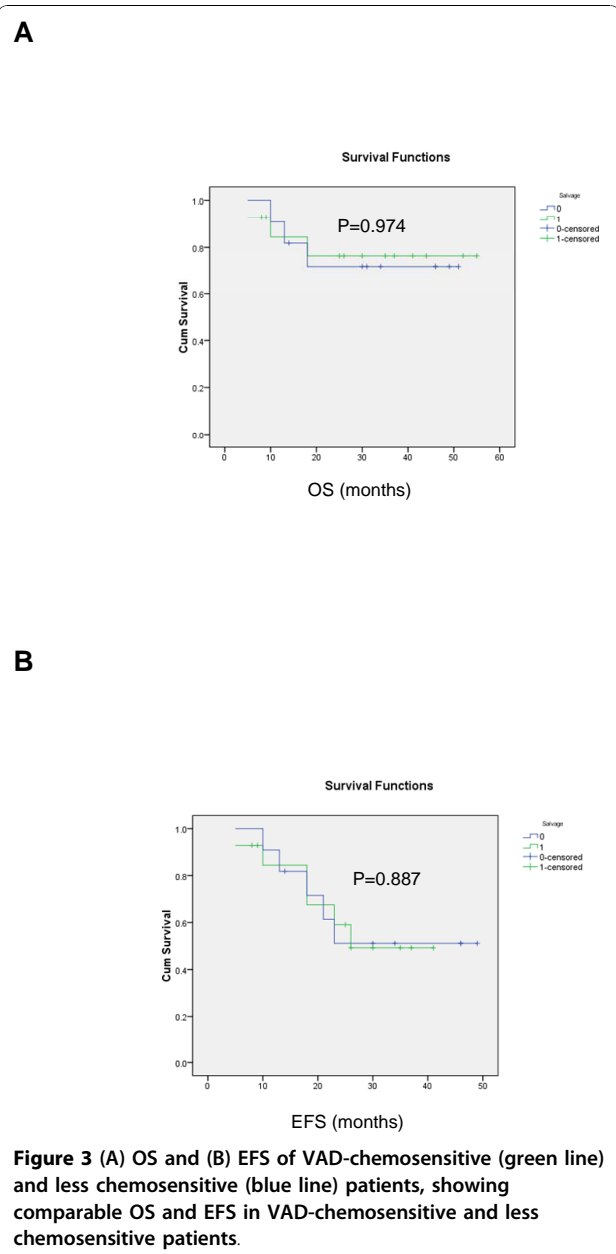 A
Survival Functions
Salvage
0
1
0-censored
1-censored
P=0.974
1.0
0.8
0.6
0.4
0.2
0.0
Cum Survival
0 10 20 30 40 50 60
OS (months)
B
Survival Functions
Salvage
0
1
0-censored
1-censored
P=0.887
1.0
0.8
0.6
0.4
0.2
0.0
Cum Survival
0 10 20 30 40 50
EFS (months)
Figure 3 (A) OS and (B) EFS of VAD-chemosensitive (green line)
and less chemosensitive (blue line) patients, showing
comparable OS and EFS in VAD-chemosensitive and less
chemosensitive patients.